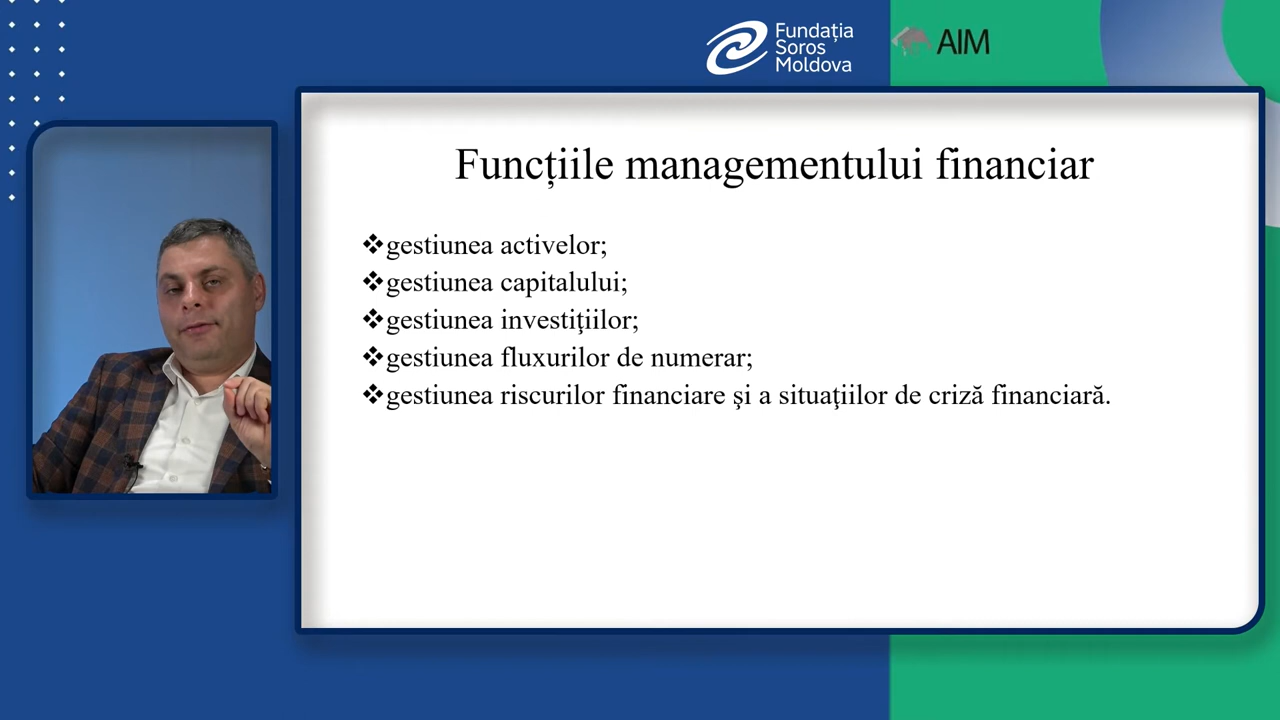 Fundația
Soros
Moldova
AIM
Funcțiile managementului financiar
❖gestiunea activelor;
❖gestiunea capitalului;
❖gestiunea investiţiilor;
❖gestiunea fluxurilor de numerar;
❖gestiunea riscurilor financiare şi a situaţiilor de criză financiară.